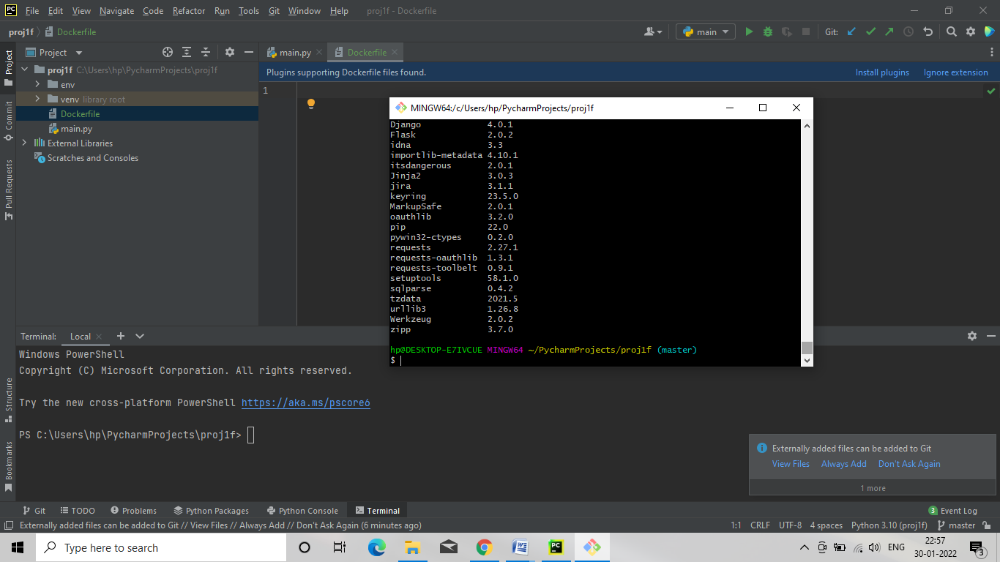 PC File Edit View Navigate Code Refactor Run Tools Git Window Help proj1f - Dockerfile
proj1f Dockerfile main Git:
Project main.py Dockerfile
Plugins supporting Dockerfile files found. Install plugins Ignore extension
proj1f C:\Users\hp\PycharmProjects\proj1f
env
venv library root
Dockerfile
main.py
External Libraries
Scratches and Consoles
1
Project
Commit
Pull Requests
Structure
Bookmarks
MINGW64:/c/Users/hp/PycharmProjects/proj1f
Django 4.0.1
Flask 2.0.2
idna 3.3
importlib-metadata 4.10.1
itsdangerous 2.0.1
Jinja2 3.0.3
jira 3.1.1
keyring 23.5.0
MarkupSafe 2.0.1
oauthlib 3.2.0
pip 22.0
pywin32-ctypes 0.2.0
requests 2.27.1
requests-oauthlib 1.3.1
requests-toolbelt 0.9.1
setuptools 58.1.0
sqlparse 0.4.2
tzdata 2021.5
urllib3 1.26.8
Werkzeug 2.0.2
zipp 3.7.0
hp@DESKTOP-E7IVCUE MINGW64 ~/PycharmProjects/proj1f (master)
$
Terminal: Local
Windows PowerShell
Copyright (C) Microsoft Corporation. All rights reserved.
Try the new cross-platform PowerShell https://aka.ms/pscore6
PS C:\Users\hp\PycharmProjects\proj1f>
Externally added files can be added to Git
View Files Always Add Don't Ask Again
1 more
Git TODO Problems Python Packages Python Console Terminal 3 Event Log
Externally added files can be added to Git // View Files // Always Add // Don't Ask Again (6 minutes ago) 1:1 CRLF UTF-8 4 spaces Python 3.10 (proj1f) master
Type here to search PC ENG 22:57
30-01-2022 3